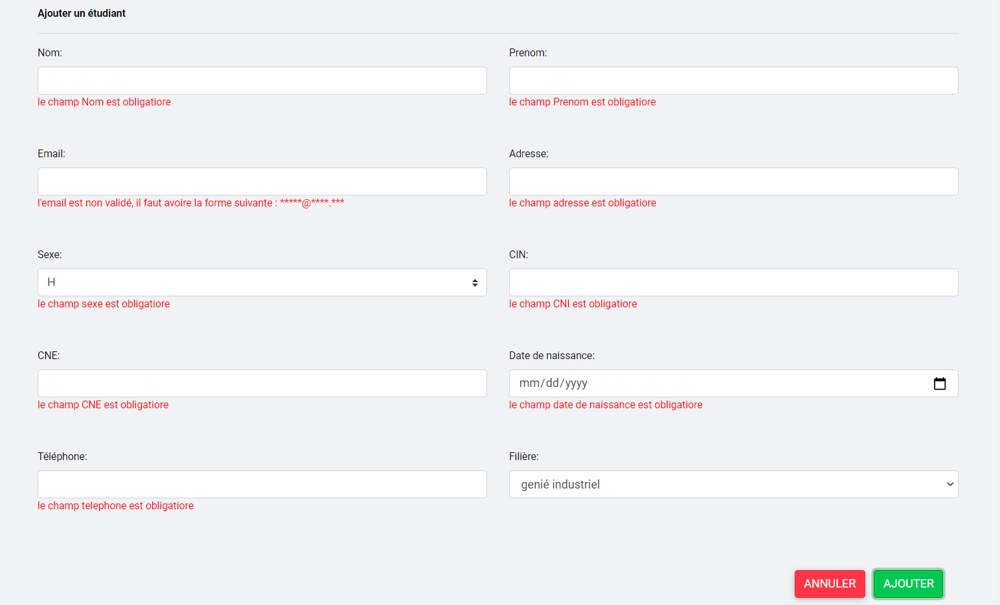 Ajouter un étudiant
Nom:
Prenom:
le champ Nom est obligatiore
le champ Prenom est obligatiore
Email:
Adresse:
l'email est non validé, il faut avoire la forme suivante : *****@****.***
le champ adresse est obligatiore
Sexe:
CIN:
H
le champ sexe est obligatiore
le champ CNI est obligatiore
CNE:
Date de naissance:
mm/dd/yyyy
le champ CNE est obligatiore
le champ date de naissance est obligatiore
Téléphone:
Filière:
genié industriel
le champ telephone est obligatiore
ANNULER
AJOUTER